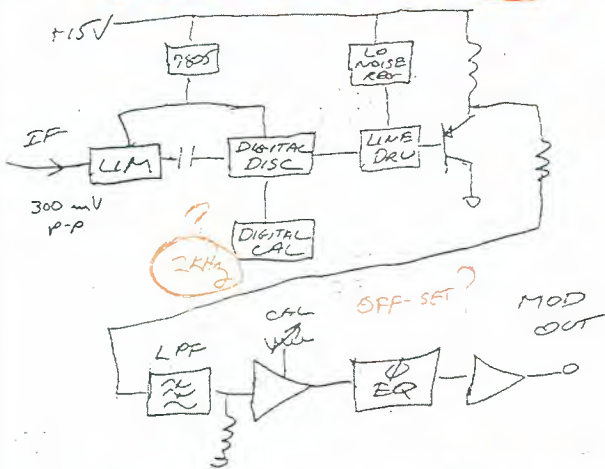 +15V
7805
LO
NOISE
REG
IF
LIM
DIGITAL
DISC
LINE
DRV
300 mV
P-P
DIGITAL
CAL
?
~2KHz
OFF-SET?
MOD
OUT
CAL
LPF
φ
EQ